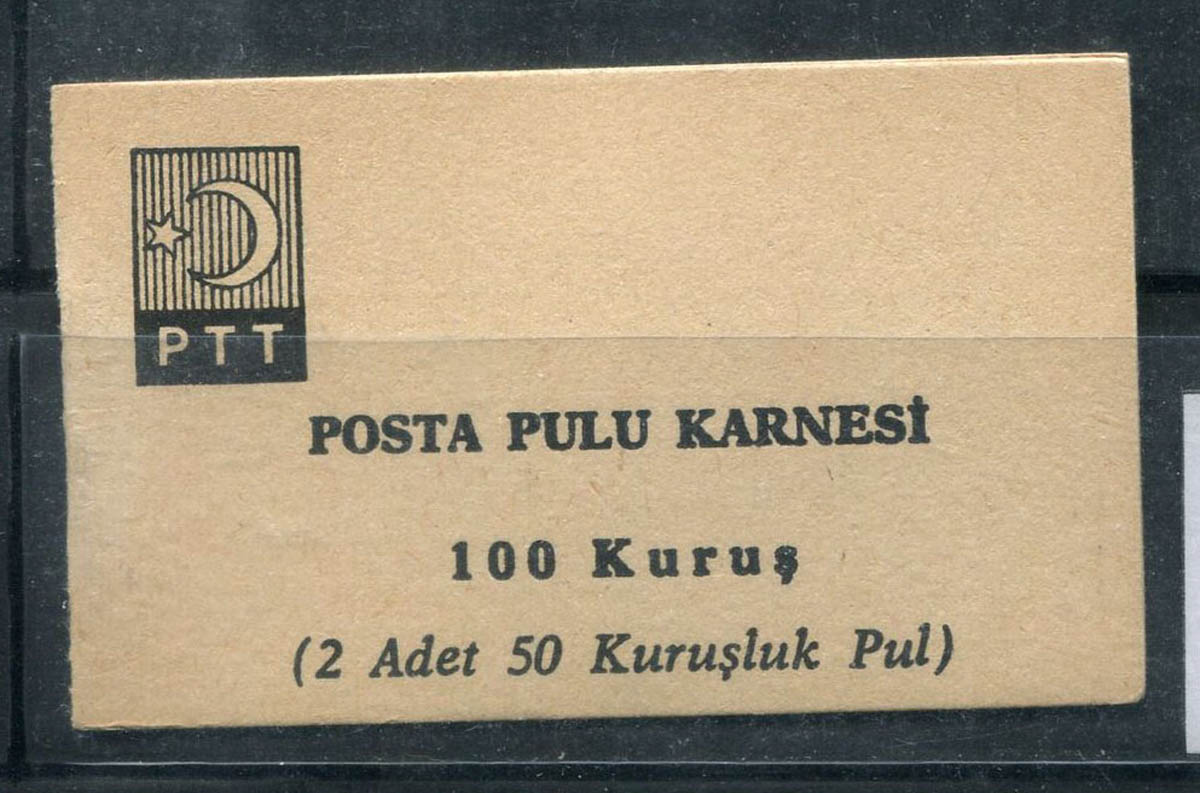 PTT
POSTA PULU KARNESİ
100 Kuruş
(2 Adet 50 Kuruşluk Pul)